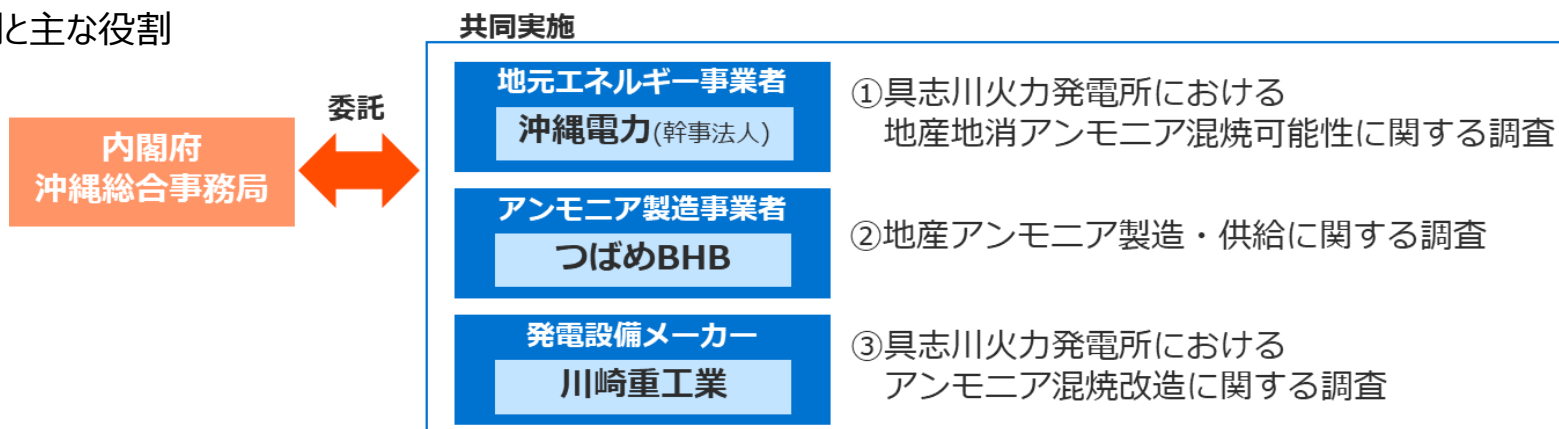 と主な役割
共同実施
委託
内閣府
沖縄総合事務局
地元エネルギー事業者
沖縄電力(幹事法人)
①具志川火力発電所における
地産地消アンモニア混焼可能性に関する調査
アンモニア製造事業者
つばめBHB
②地産アンモニア製造・供給に関する調査
発電設備メーカー
川崎重工業
③具志川火力発電所における
アンモニア混焼改造に関する調査